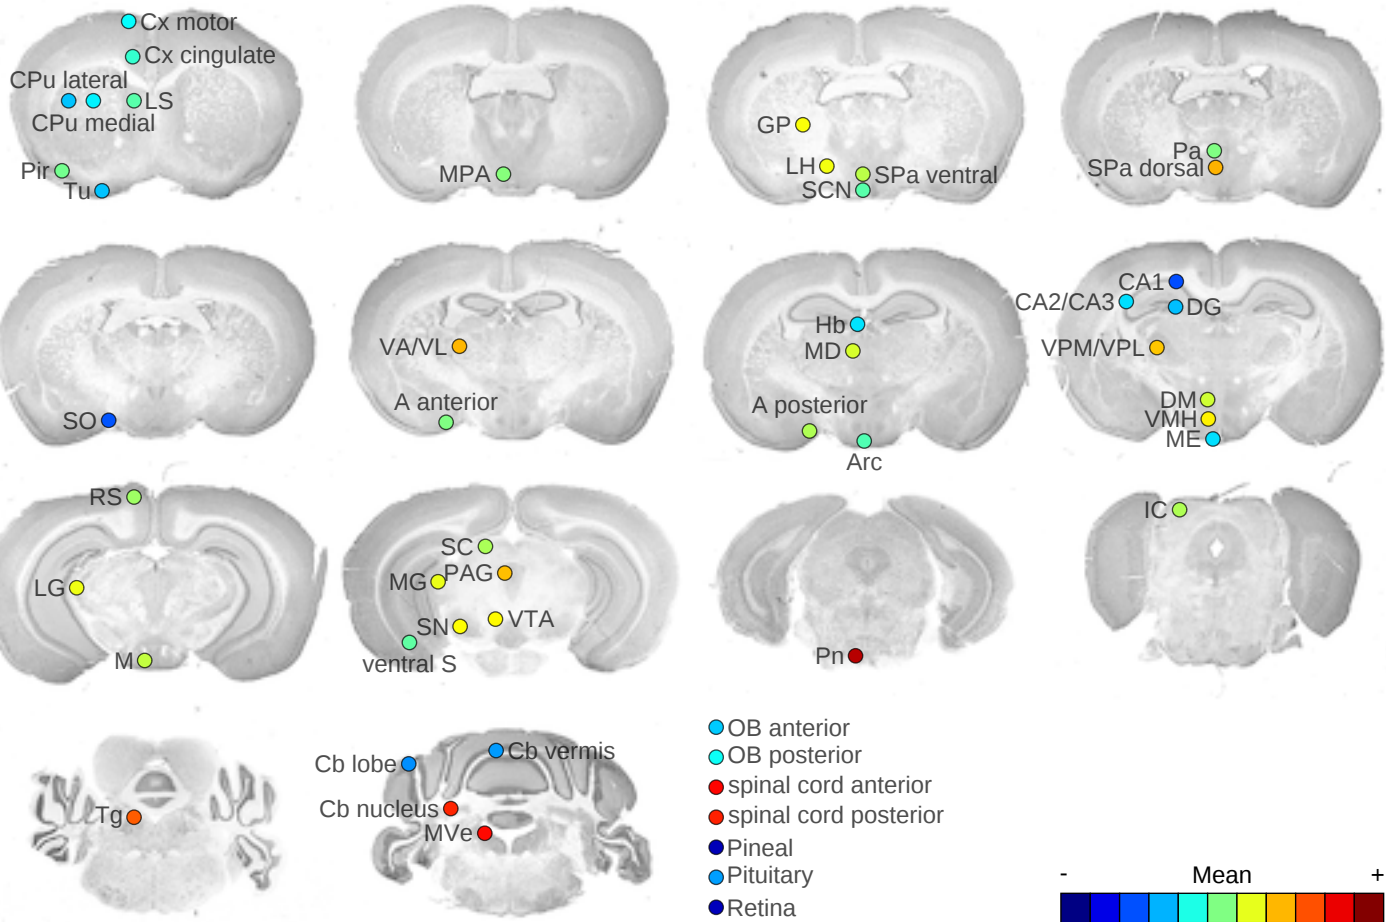 Cx motor
Cx cingulate
CPu lateral
LS
CPu medial
Pir
Tu
MPA
GP
LH
SPa ventral
SCN
Pa
SPa dorsal
SO
VA/VL
A anterior
Hb
MD
A posterior
Arc
CA1
CA2/CA3
DG
VPM/VPL
DM
VMH
ME
RS
LG
M
SC
MG
PAG
SN
VTA
ventral S
Pn
IC
Tg
Cb lobe
Cb vermis
Cb nucleus
MVe
OB anterior
OB posterior
spinal cord anterior
spinal cord posterior
Pineal
Pituitary
Retina
- Mean +